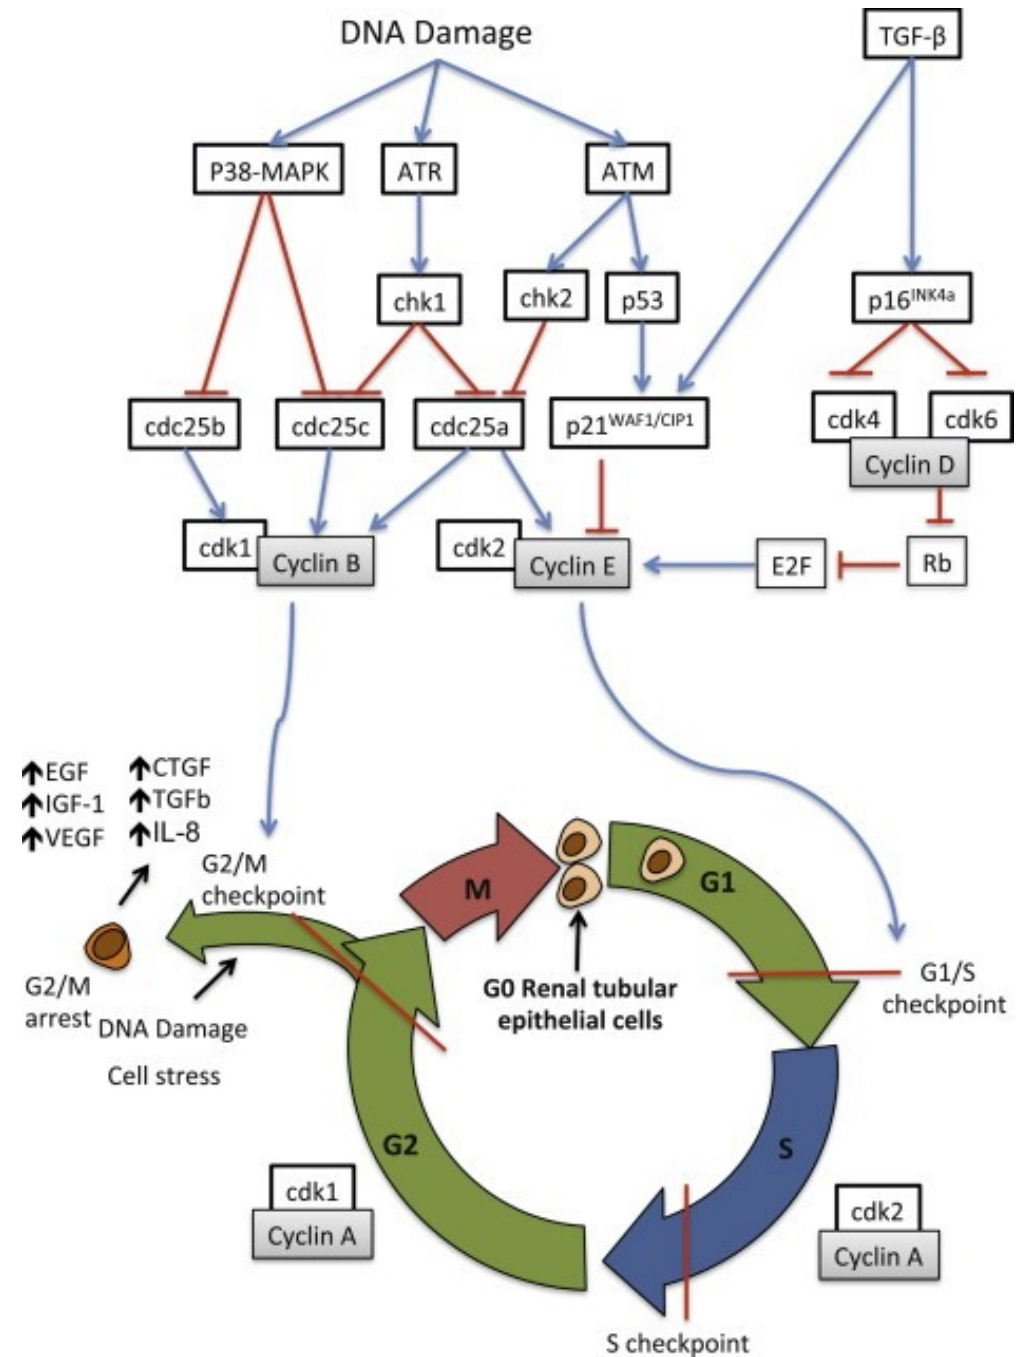 DNA Damage
TGF-β
P38-MAPK
ATR
ATM
chk1
chk2
p53
p16INK4a
cdc25b
cdc25c
cdc25a
p21WAF1/CIP1
cdk4
cdk6
Cyclin D
cdk1
Cyclin B
cdk2
Cyclin E
E2F
Rb
EGF
IGF-1
VEGF
CTGF
TGFb
IL-8
G2/M
checkpoint
M
G1
G2/M
arrest
DNA Damage
Cell stress
G0 Renal tubular
epithelial cells
G1/S
checkpoint
G2
S
cdk1
Cyclin A
cdk2
Cyclin A
S checkpoint